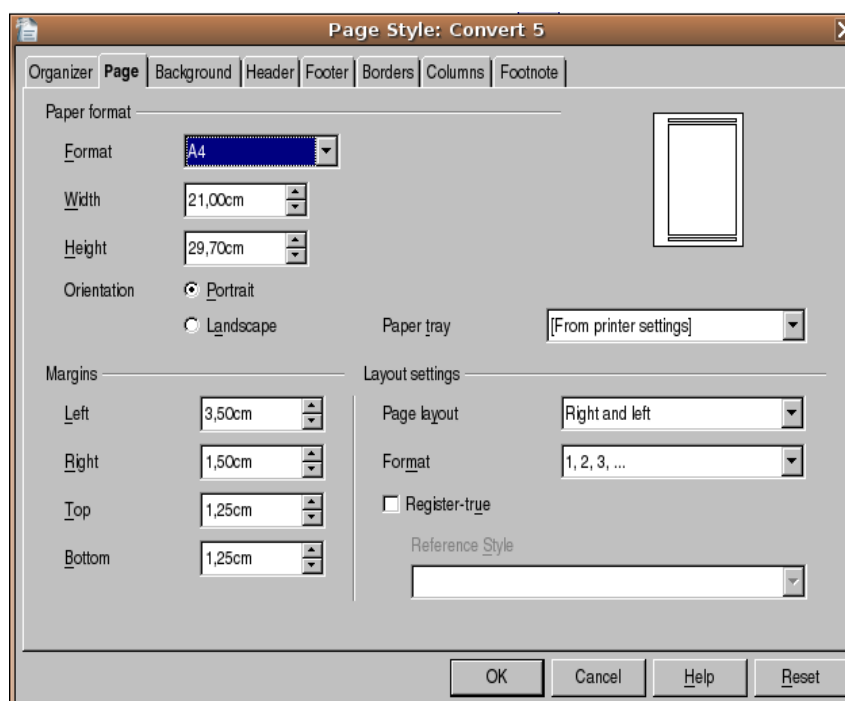 Page Style: Convert 5
Organizer Page Background Header Footer Borders Columns Footnote
Paper format
Format A4
Width 21,00cm
Height 29,70cm
Orientation Portrait
Landscape Paper tray [From printer settings]
Margins Layout settings
Left 3,50cm Page layout Right and left
Right 1,50cm Format 1, 2, 3, ...
Top 1,25cm Register-true
Reference Style
Bottom 1,25cm
OK Cancel Help Reset